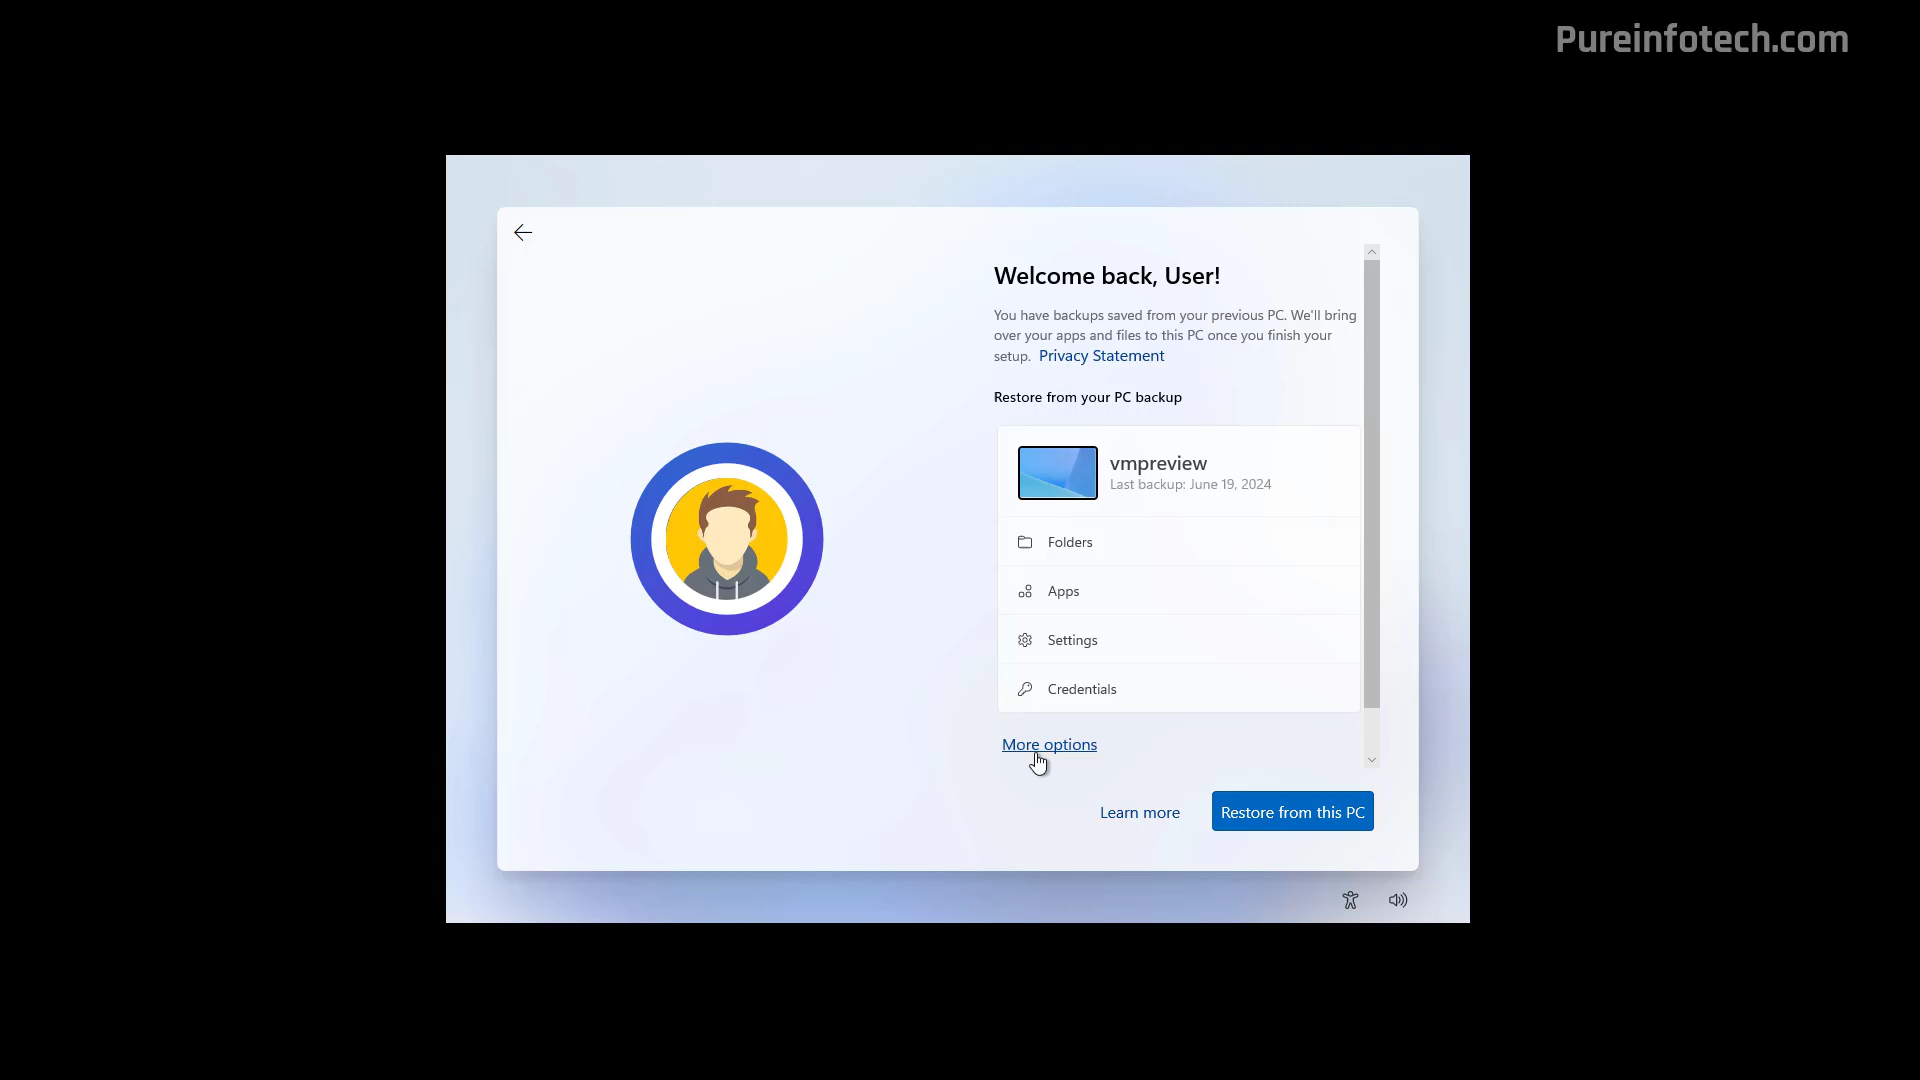 Pureinfotech.com
Welcome back, User!
You have backups saved from your previous PC. We'll bring
over your apps and files to this PC once you finish your
setup. Privacy Statement
Restore from your PC backup
vmpreview
Last backup: June 19, 2024
Folders
Apps
Settings
Credentials
More options
Learn more
Restore from this PC